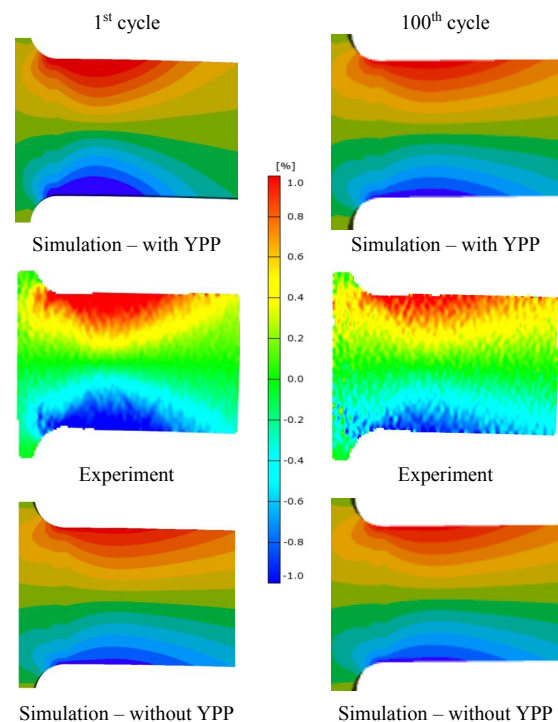 1st cycle
100th cycle
Simulation – with YPP
Simulation – with YPP
[%]
1.0
0.8
0.6
0.4
0.2
0.0
-0.2
-0.4
-0.6
-0.8
-1.0
Experiment
Experiment
Simulation – without YPP
Simulation – without YPP